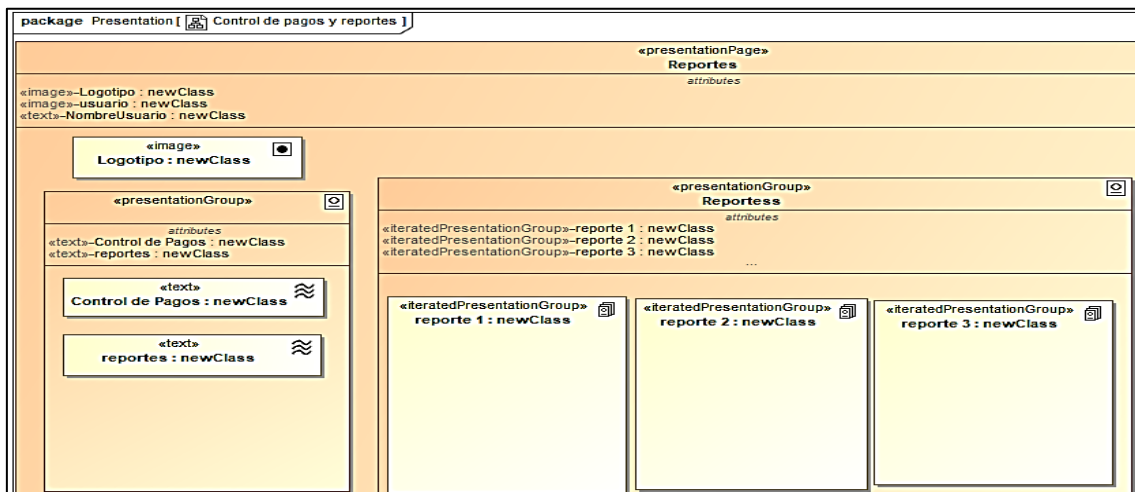 package Presentation [ Control de pagos y reportes ]
«presentationPage»
Reportes
attributes
«image»-Logotipo : newClass
«image»-usuario : newClass
«text»-NombreUsuario : newClass
«image»
Logotipo : newClass
«presentationGroup»
attributes
«text»-Control de Pagos : newClass
«text»-reportes : newClass
«text»
Control de Pagos : newClass
«text»
reportes : newClass
«presentationGroup»
Reportess
attributes
«iteratedPresentationGroup»-reporte 1 : newClass
«iteratedPresentationGroup»-reporte 2 : newClass
«iteratedPresentationGroup»-reporte 3 : newClass
...
«iteratedPresentationGroup»
reporte 1 : newClass
«iteratedPresentationGroup»
reporte 2 : newClass
«iteratedPresentationGroup»
reporte 3 : newClass